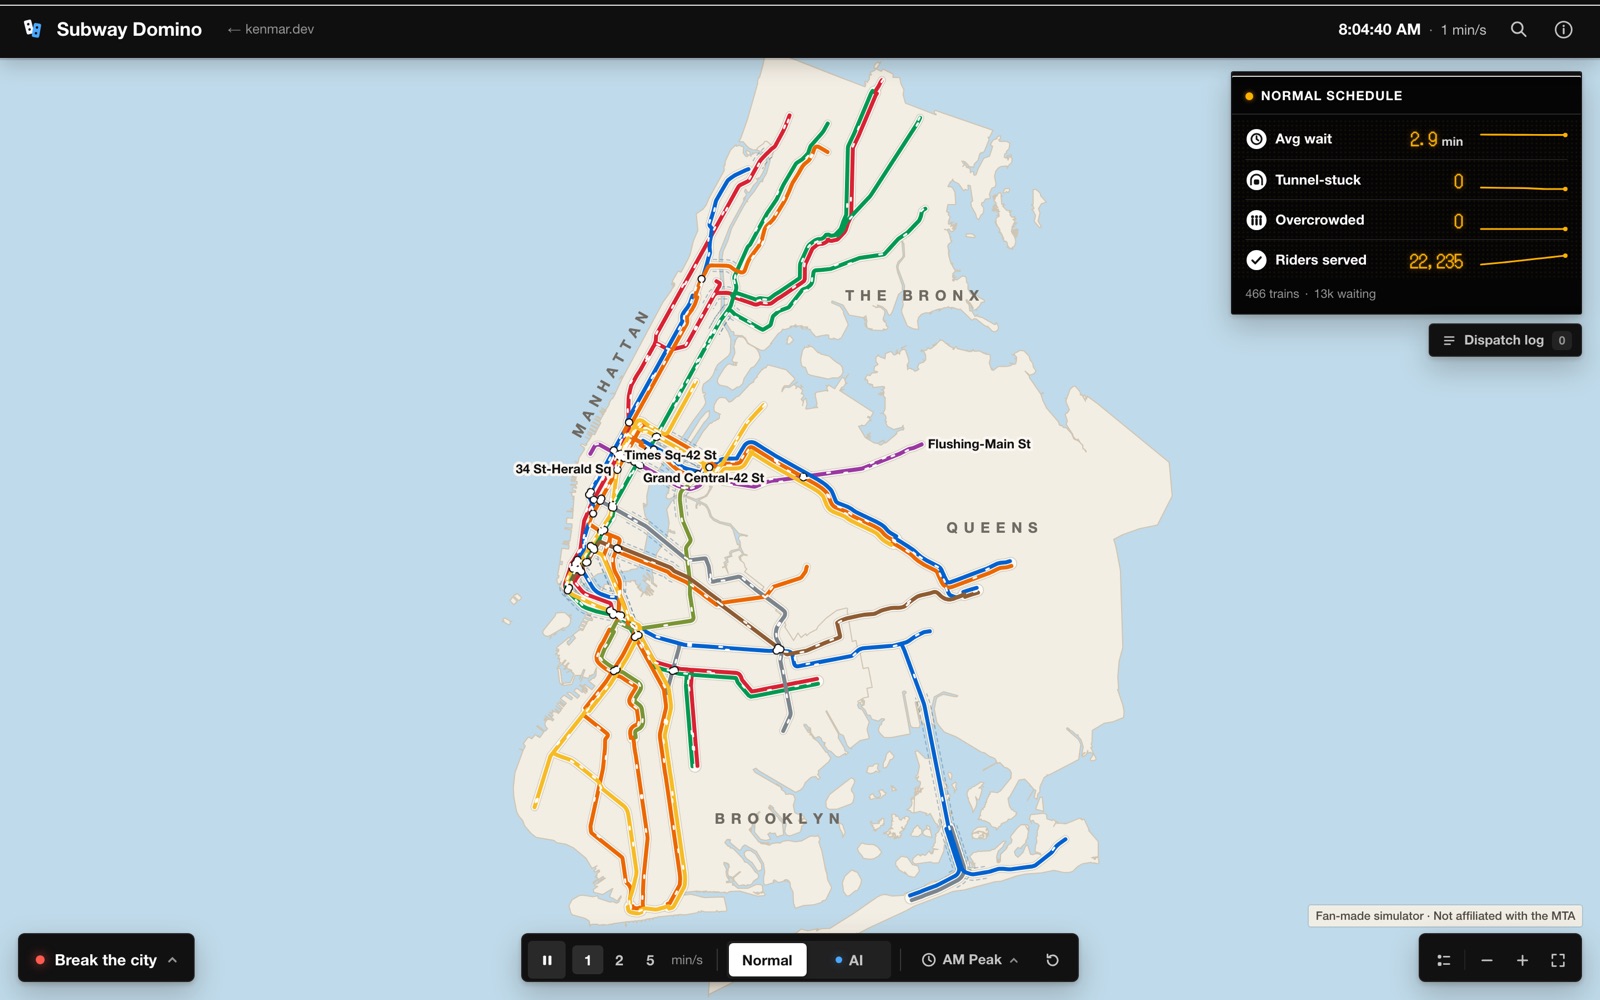 Subway Domino
← kenmar.dev
8:04:40 AM · 1 min/s
NORMAL SCHEDULE
Avg wait 2.9 min
Tunnel-stuck 0
Overcrowded 0
Riders served 22,235
466 trains · 13k waiting
Dispatch log 0
THE BRONX
MANHATTAN
Flushing-Main St
Times Sq-42 St
34 St-Herald Sq
Grand Central-42 St
QUEENS
BROOKLYN
Fan-made simulator · Not affiliated with the MTA
Break the city
1 2 5 min/s Normal AI AM Peak